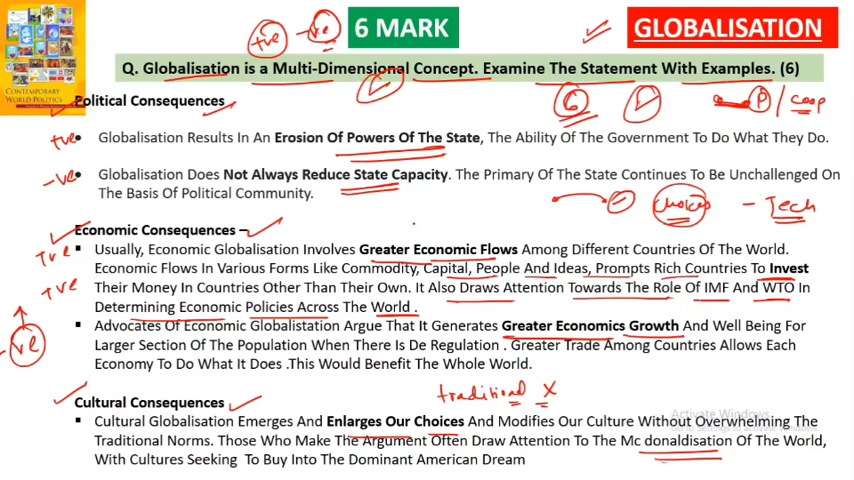 6 MARK
GLOBALISATION
+ve -ve
CONTEMPORARY
WORLD POLITICS
Q. Globalisation is a Multi-Dimensional Concept. Examine The Statement With Examples. (6)
Political Consequences
6
P / coop
+ve
• Globalisation Results In An Erosion Of Powers Of The State, The Ability Of The Government To Do What They Do.
-ve
• Globalisation Does Not Always Reduce State Capacity. The Primary Of The State Continues To Be Unchallenged On
The Basis Of Political Community.
choices - Tech
Economic Consequences –
+ve
▪ Usually, Economic Globalisation Involves Greater Economic Flows Among Different Countries Of The World.
Economic Flows In Various Forms Like Commodity, Capital, People And Ideas, Prompts Rich Countries To Invest
+ve
Their Money In Countries Other Than Their Own. It Also Draws Attention Towards The Role Of IMF And WTO In
Determining Economic Policies Across The World .
▪ Advocates Of Economic Globalistation Argue That It Generates Greater Economics Growth And Well Being For
-ve
Larger Section Of The Population When There Is De Regulation . Greater Trade Among Countries Allows Each
Economy To Do What It Does .This Would Benefit The Whole World.
traditional X
Cultural Consequences
▪ Cultural Globalisation Emerges And Enlarges Our Choices And Modifies Our Culture Without Overwhelming The
Traditional Norms. Those Who Make The Argument Often Draw Attention To The Mc donaldisation Of The World,
With Cultures Seeking To Buy Into The Dominant American Dream
Activate Windows
Go to Settings to activate Windows.